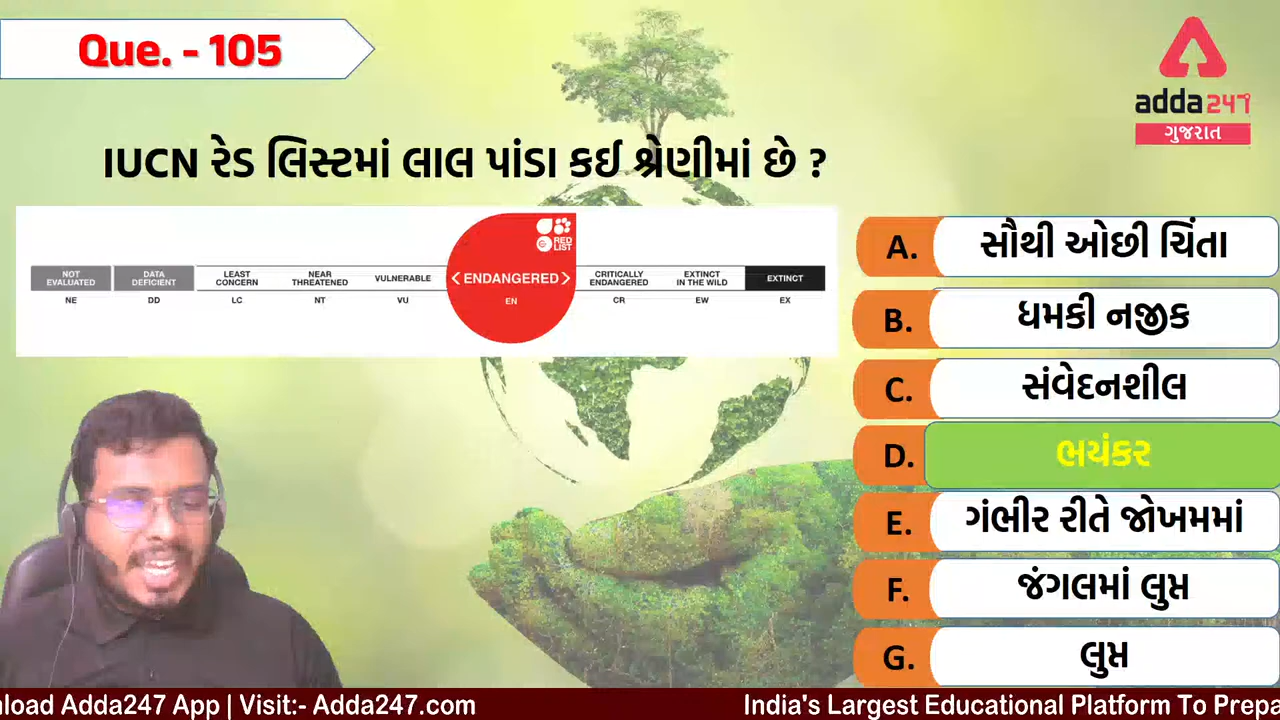 Que. - 105
adda247
ગુજરાત
IUCN રેડ લિસ્ટમાં લાલ પાંડા કઈ શ્રેણીમાં છે ?
RED
LIST
NOT
EVALUATED
NE
DATA
DEFICIENT
DD
LEAST
CONCERN
LC
NEAR
THREATENED
NT
VULNERABLE
VU
<ENDANGERED>
EN
CRITICALLY
ENDANGERED
CR
EXTINCT
IN THE WILD
EW
EXTINCT
EX
A. સૌથી ઓછી ચિંતા
B. ધમકી નજીક
C. સંવેદનશીલ
D. ભયંકર
E. ગંભીર રીતે જોખમમાં
F. જંગલમાં લુપ્ત
G. લુપ્ત
nload Adda247 App | Visit:- Adda247.com
India's Largest Educational Platform To Prepa